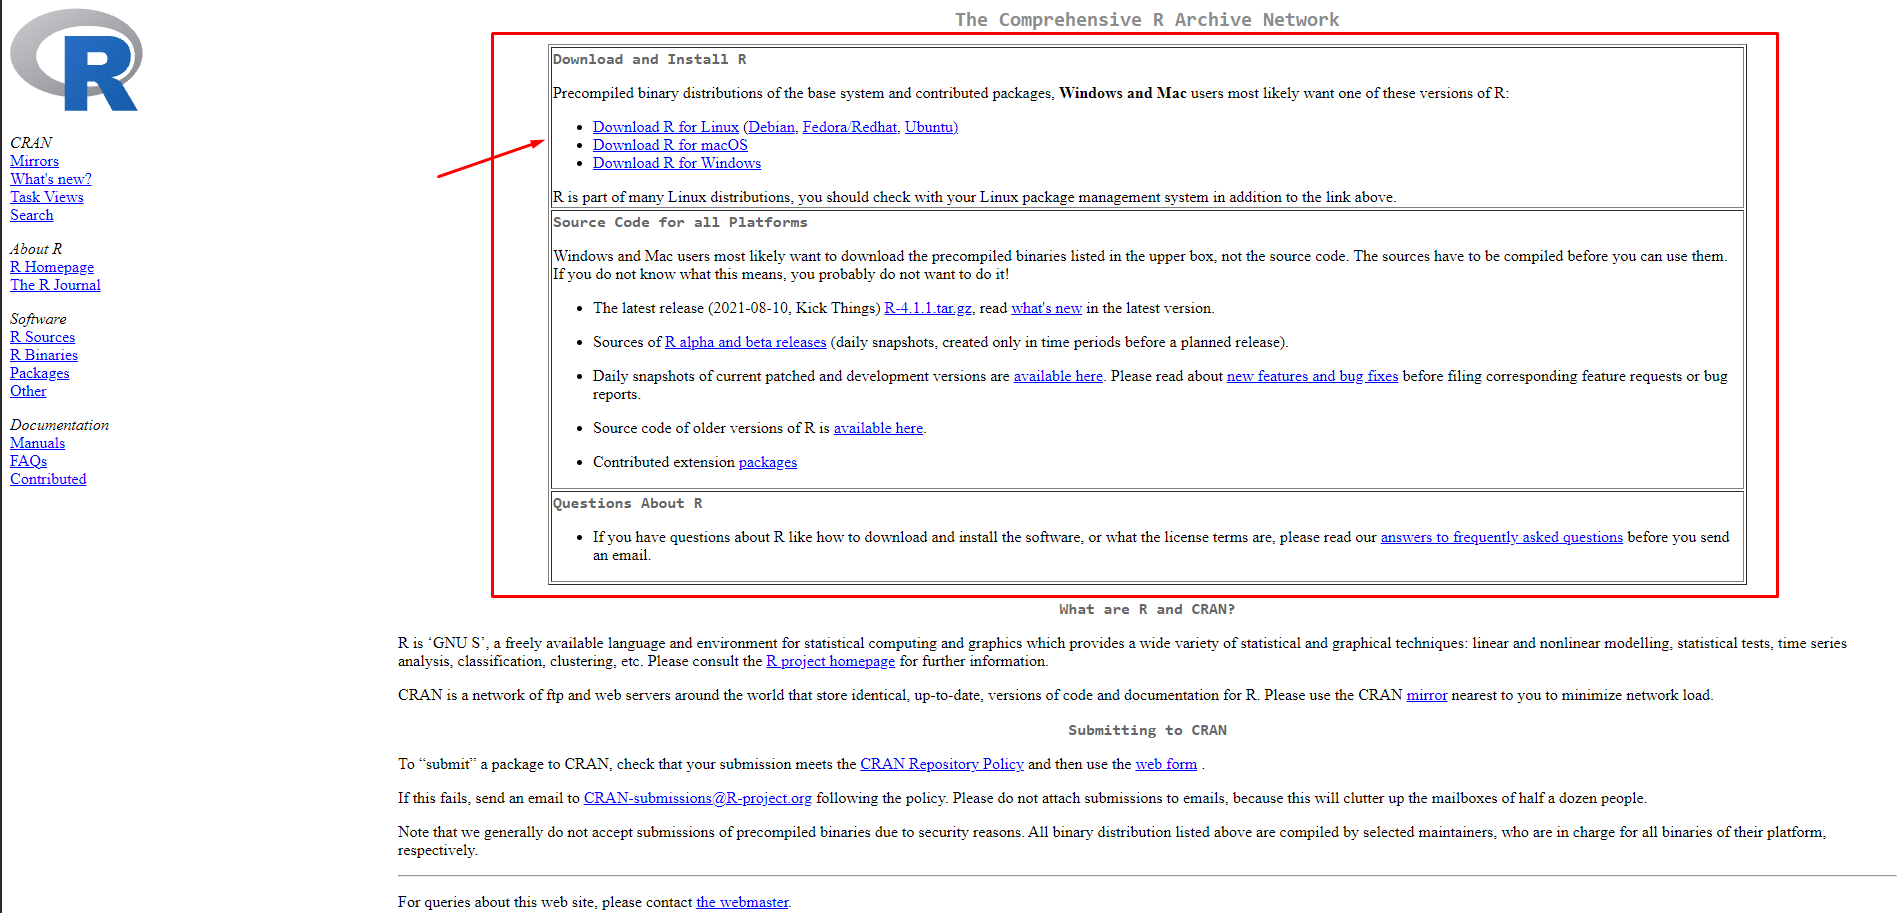 The Comprehensive R Archive Network
R
CRAN
Mirrors
What's new?
Task Views
Search
About R
R Homepage
The R Journal
Software
R Sources
R Binaries
Packages
Other
Documentation
Manuals
FAQs
Contributed
Download and Install R
Precompiled binary distributions of the base system and contributed packages, Windows and Mac users most likely want one of these versions of R:
• Download R for Linux (Debian, Fedora/Redhat, Ubuntu)
• Download R for macOS
• Download R for Windows
R is part of many Linux distributions, you should check with your Linux package management system in addition to the link above.
Source Code for all Platforms
Windows and Mac users most likely want to download the precompiled binaries listed in the upper box, not the source code. The sources have to be compiled before you can use them.
If you do not know what this means, you probably do not want to do it!
• The latest release (2021-08-10, Kick Things) R-4.1.1.tar.gz, read what's new in the latest version.
• Sources of R alpha and beta releases (daily snapshots, created only in time periods before a planned release).
• Daily snapshots of current patched and development versions are available here. Please read about new features and bug fixes before filing corresponding feature requests or bug
reports.
• Source code of older versions of R is available here.
• Contributed extension packages
Questions About R
• If you have questions about R like how to download and install the software, or what the license terms are, please read our answers to frequently asked questions before you send
an email.
What are R and CRAN?
R is ‘GNU S’, a freely available language and environment for statistical computing and graphics which provides a wide variety of statistical and graphical techniques: linear and nonlinear modelling, statistical tests, time series
analysis, classification, clustering, etc. Please consult the R project homepage for further information.
CRAN is a network of ftp and web servers around the world that store identical, up-to-date, versions of code and documentation for R. Please use the CRAN mirror nearest to you to minimize network load.
Submitting to CRAN
To “submit” a package to CRAN, check that your submission meets the CRAN Repository Policy and then use the web form .
If this fails, send an email to CRAN-submissions@R-project.org following the policy. Please do not attach submissions to emails, because this will clutter up the mailboxes of half a dozen people.
Note that we generally do not accept submissions of precompiled binaries due to security reasons. All binary distribution listed above are compiled by selected maintainers, who are in charge for all binaries of their platform,
respectively.
For queries about this web site, please contact the webmaster.